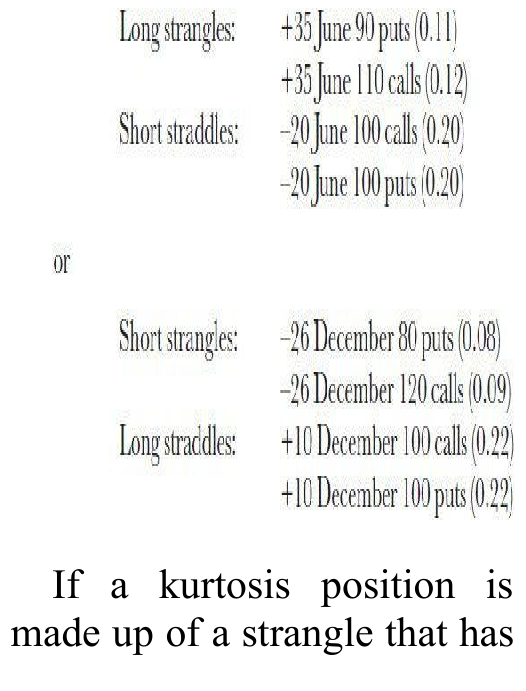 Long strangles: +35 June 90 puts (0.11)
+35 June 110 calls (0.12)
Short straddles: –20 June 100 calls (0.20)
–20 June 100 puts (0.20)
or
Short strangles: –26 December 80 puts (0.08)
–26 December 120 calls (0.09)
Long straddles: +10 December 100 calls (0.22)
+10 December 100 puts (0.22)
If a kurtosis position is
made up of a strangle that has